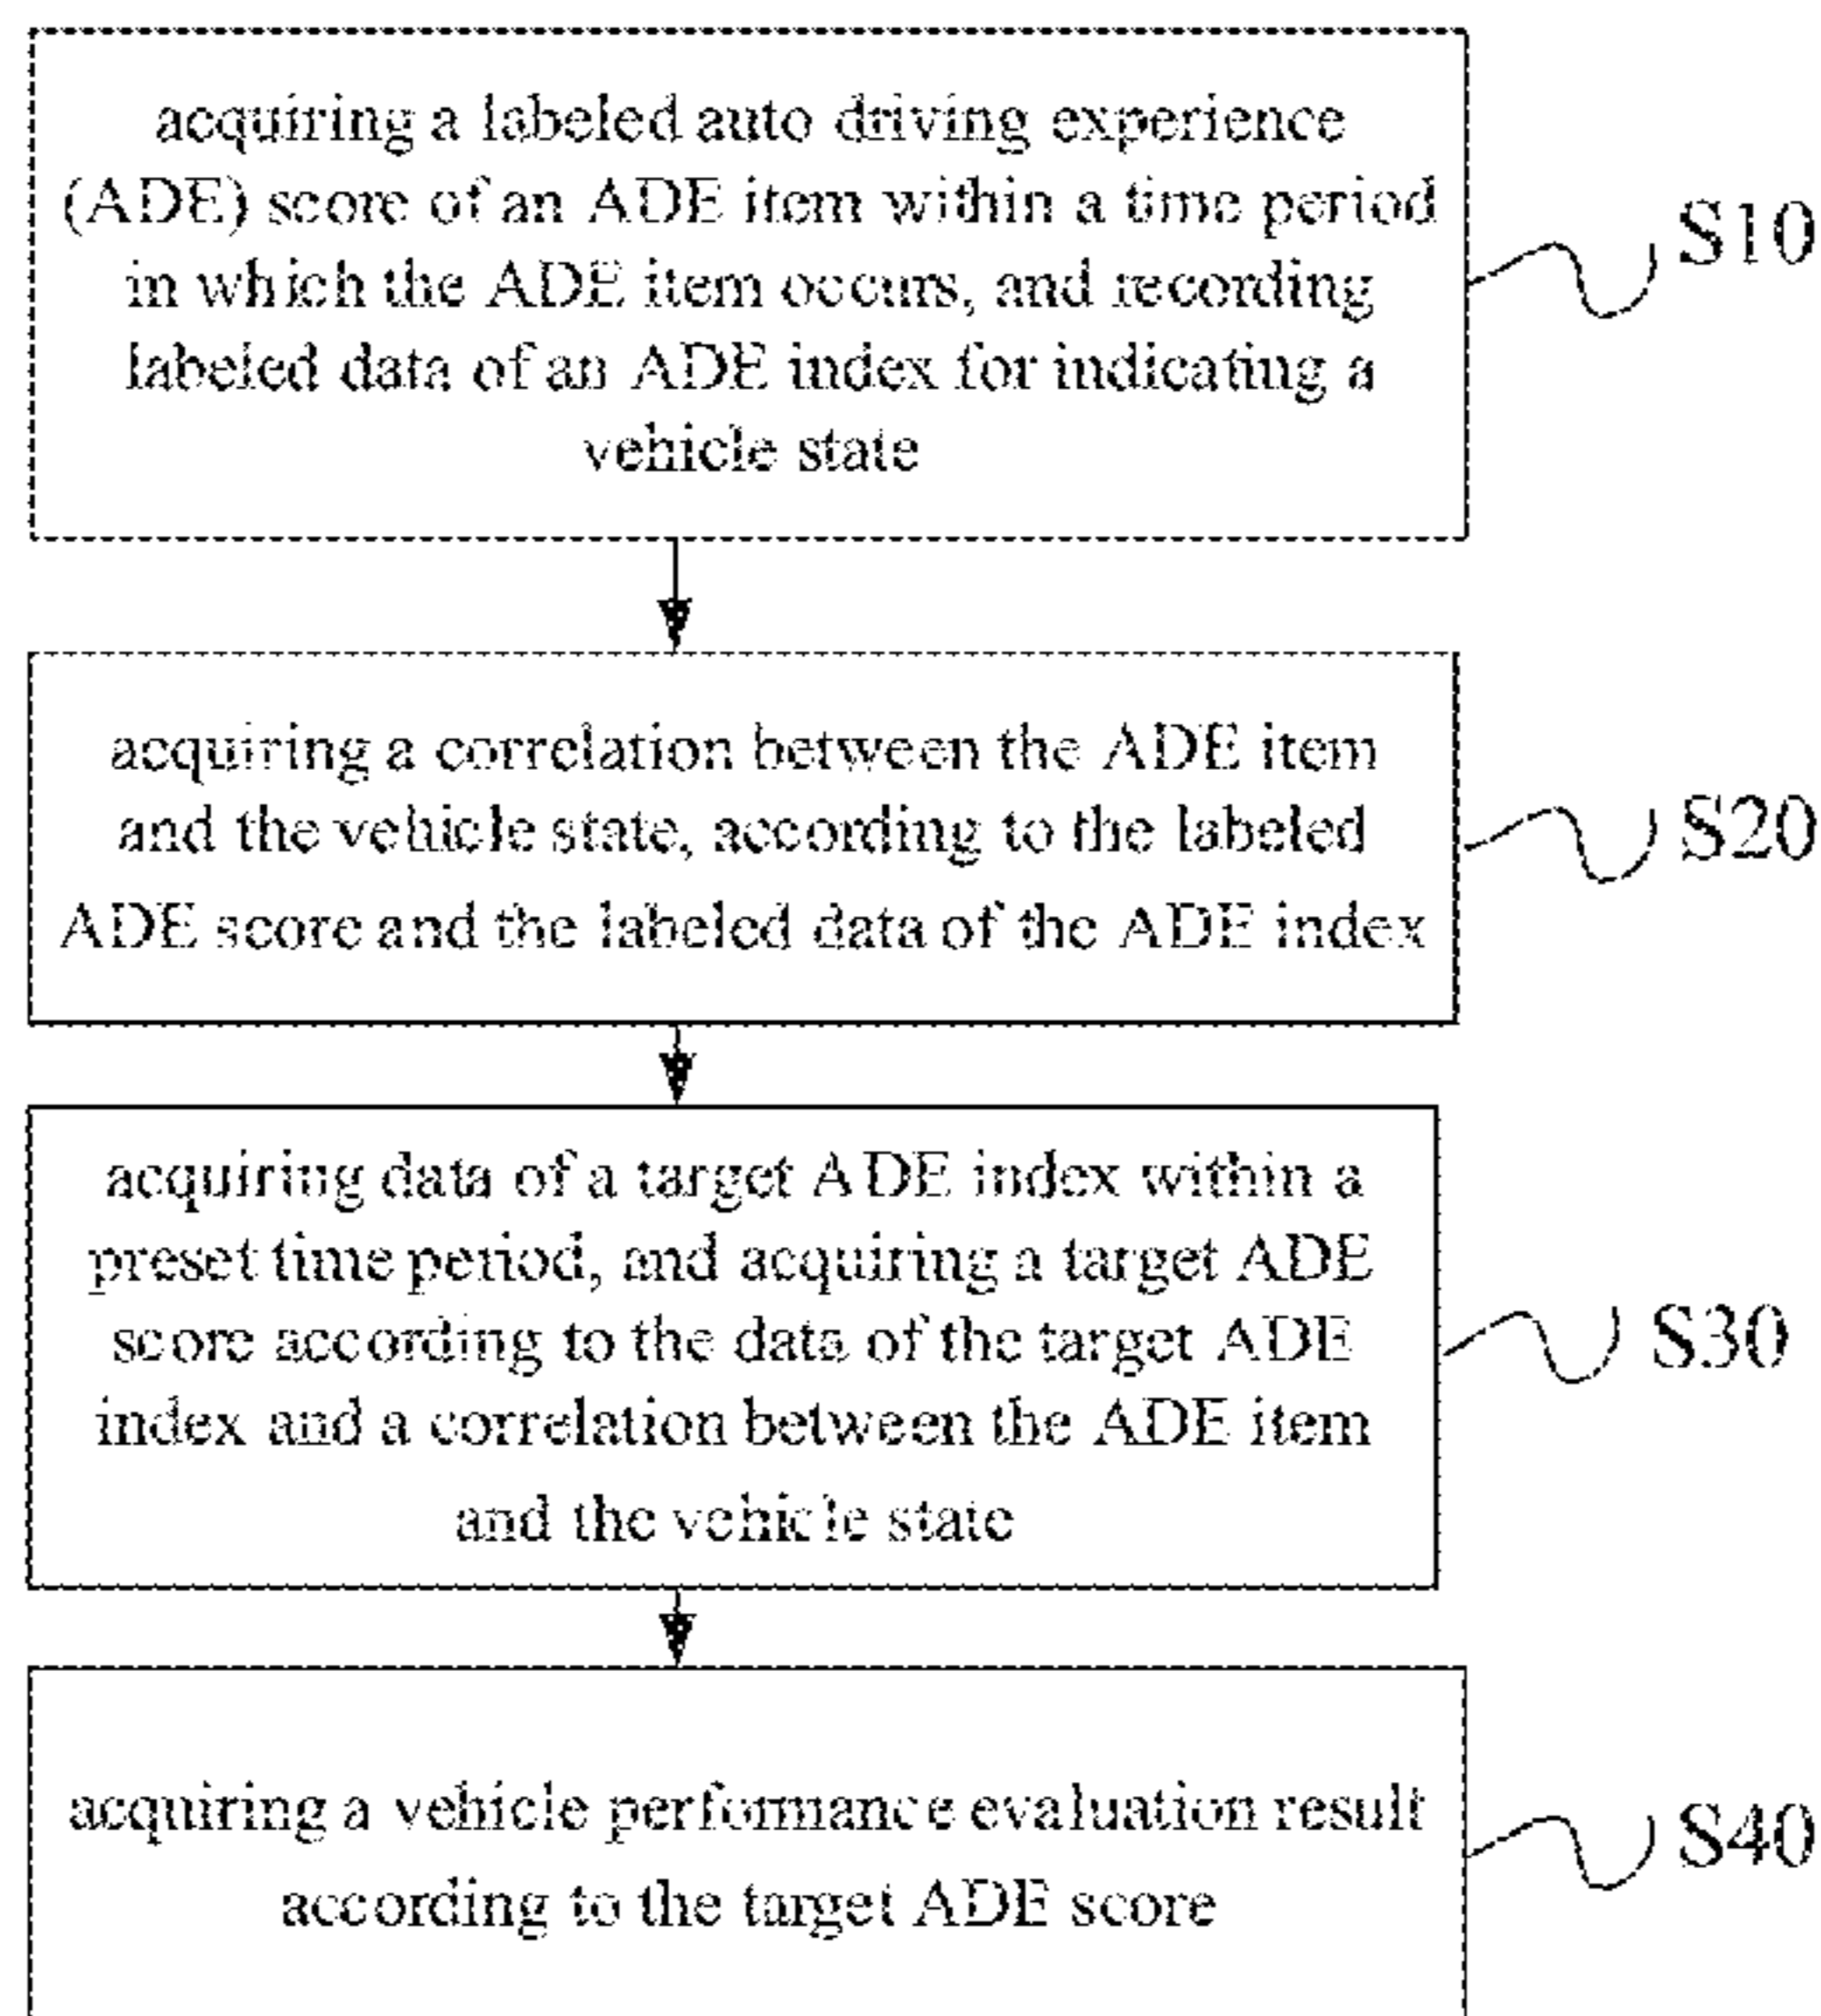 acquiring a labeled auto driving experience
(ADE) score of an ADE item within a time period
in which the ADE item occurs, and recording
labeled data of an ADE index for indicating a
vehicle state
S10
acquiring a correlation between the ADE item
and the vehicle state, according to the labeled
ADE score and the labeled data of the ADE index
S20
acquiring data of a target ADE index within a
preset time period, and acquiring a target ADE
score according to the data of the target ADE
index and a correlation between the ADE item
and the vehicle state
S30
acquiring a vehicle performance evaluation result
according to the target ADE score
S40